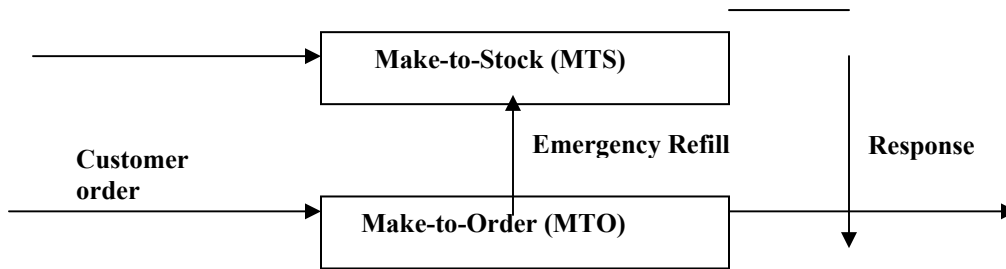 Make-to-Stock (MTS)
Emergency Refill
Response
Customer
order
Make-to-Order (MTO)